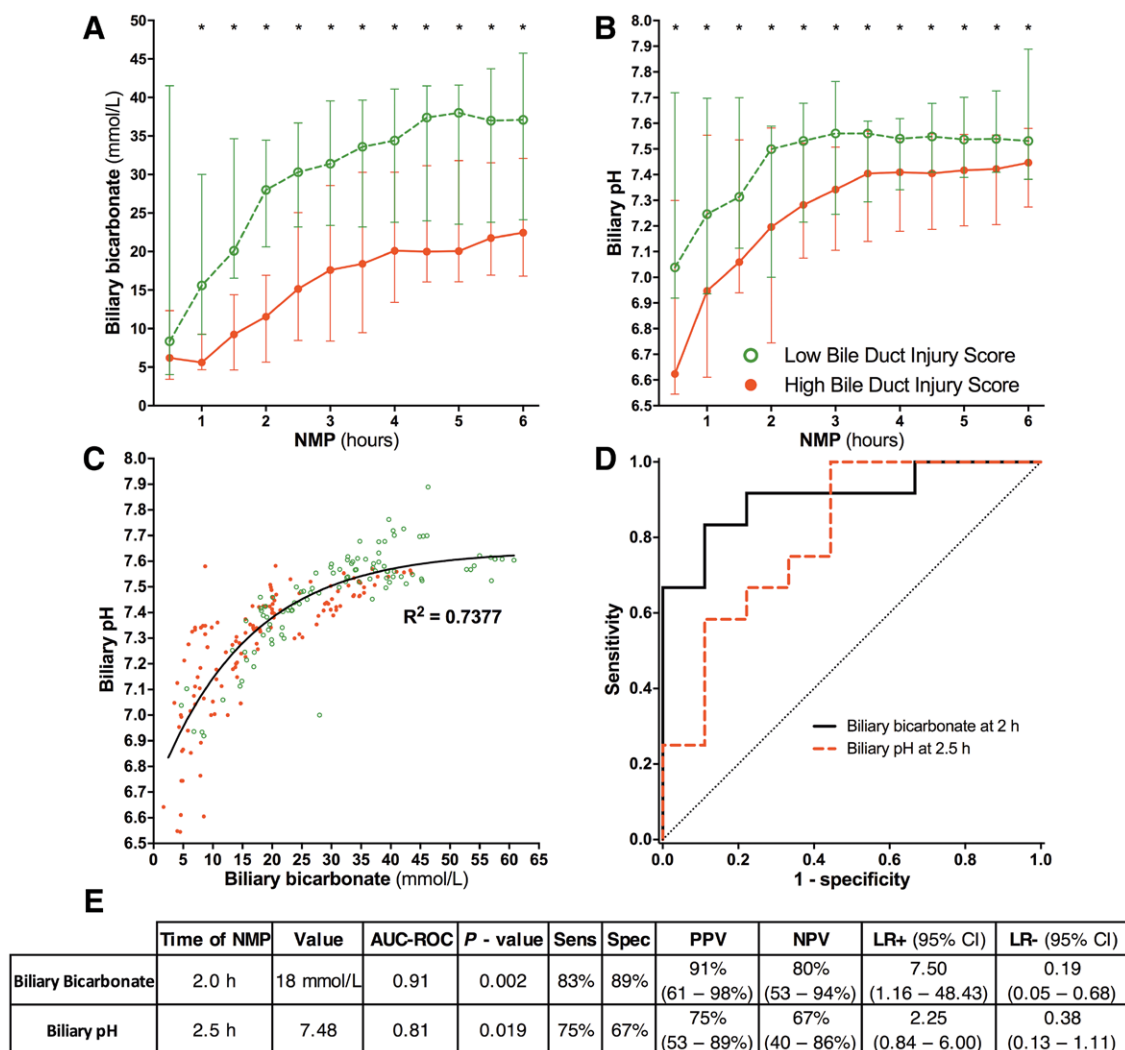 A
* * * * * * * * * * *
50
45
40
35
30
25
20
15
10
5
0
Biliary bicarbonate (mmol/L)
1 2 3 4 5 6
NMP (hours)
B
* * * * * * * * * * * *
8.0
7.9
7.8
7.7
7.6
7.5
7.4
7.3
7.2
7.1
7.0
6.9
6.8
6.7
6.6
6.5
Biliary pH
Low Bile Duct Injury Score
High Bile Duct Injury Score
1 2 3 4 5 6
NMP (hours)
C
8.0
7.9
7.8
7.7
7.6
7.5
7.4
7.3
7.2
7.1
7.0
6.9
6.8
6.7
6.6
6.5
Biliary pH
R² = 0.7377
0 5 10 15 20 25 30 35 40 45 50 55 60 65
Biliary bicarbonate (mmol/L)
D
1.0
0.8
0.6
0.4
0.2
0.0
Sensitivity
Biliary bicarbonate at 2 h
Biliary pH at 2.5 h
0.0 0.2 0.4 0.6 0.8 1.0
1 - specificity
E
Time of NMP Value AUC-ROC P - value Sens Spec PPV NPV LR+ (95% CI) LR- (95% CI)
Biliary Bicarbonate 2.0 h 18 mmol/L 0.91 0.002 83% 89% 91% 80% 7.50 0.19
(61 – 98%) (53 – 94%) (1.16 – 48.43) (0.05 – 0.68)
Biliary pH 2.5 h 7.48 0.81 0.019 75% 67% 75% 67% 2.25 0.38
(53 – 89%) (40 – 86%) (0.84 – 6.00) (0.13 – 1.11)